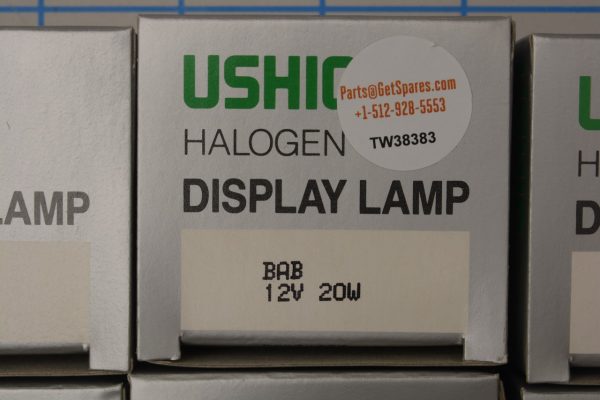 USHIO
Parts@GetSpares.com
+1-512-928-5553
TW38383
HALOGEN
DISPLAY LAMP
BAB
12V 20W
LAMP
H
D